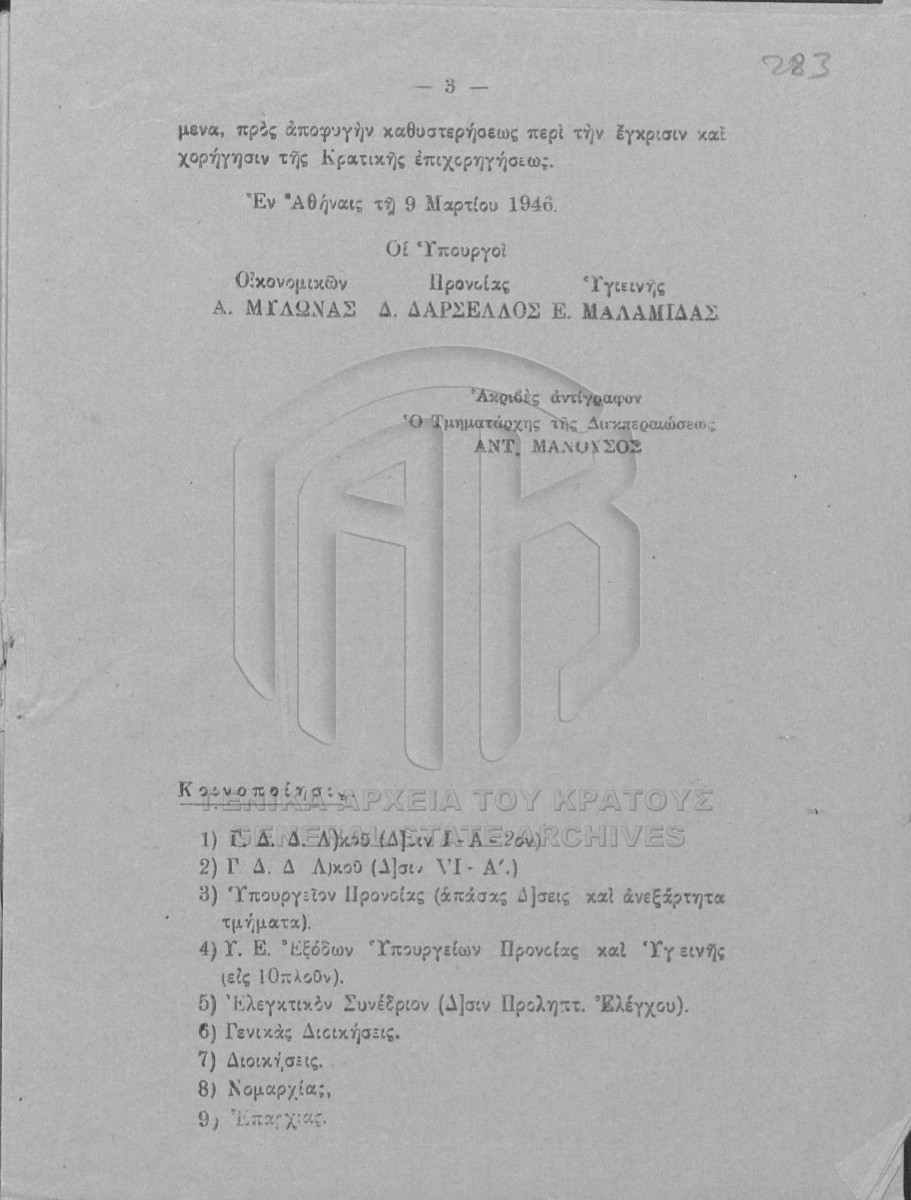 283
— 3 —
μενα, πρὸς ἀποφυγὴν καθυστερήσεως περὶ τὴν ἔγκρισιν καὶ
χορήγησιν τῆς Κρατικῆς ἐπιχορηγήσεως.
Ἐν Ἀθήναις τῇ 9 Μαρτίου 1946.
Οἱ Ὑπουργοὶ
Οἰκονομικῶν Προνοίας Ὑγιεινῆς
Α. ΜΥΛΩΝΑΣ Δ. ΔΑΡΣΕΛΛΟΣ Ε. ΜΑΛΑΜΙΔΑΣ
Ἀκριβὲς ἀντίγραφον
Ὁ Τμηματάρχης τῆς Διεκπεραιώσεως
ΑΝΤ. ΜΑΝΟΥΣΟΣ
Κοινοποίησις
ΓΕΝΙΚΑ ΑΡΧΕΙΑ ΤΟΥ ΚΡΑΤΟΥΣ
GENERAL STATE ARCHIVES
1) Γ. Δ. Δ. Λ)κοῦ (Δ]σιν Ι - Α - 2ον)
2) Γ. Δ. Δ Λ)κοῦ (Δ]σιν VI - Α'.)
3) Ὑπουργεῖον Προνοίας (ἁπάσας Δ]σεις καὶ ἀνεξάρτητα
τμήματα).
4) Υ. Ε. Ἐξόδων Ὑπουργείων Προνοίας καὶ Ὑγιεινῆς
(εἰς 10πλοῦν).
5) Ἐλεγκτικὸν Συνέδριον (Δ]σιν Προληπτ. Ἐλέγχου).
6) Γενικὰς Διοικήσεις.
7) Διοικήσεις.
8) Νομαρχίας,
9) Ἐπαρχίας.